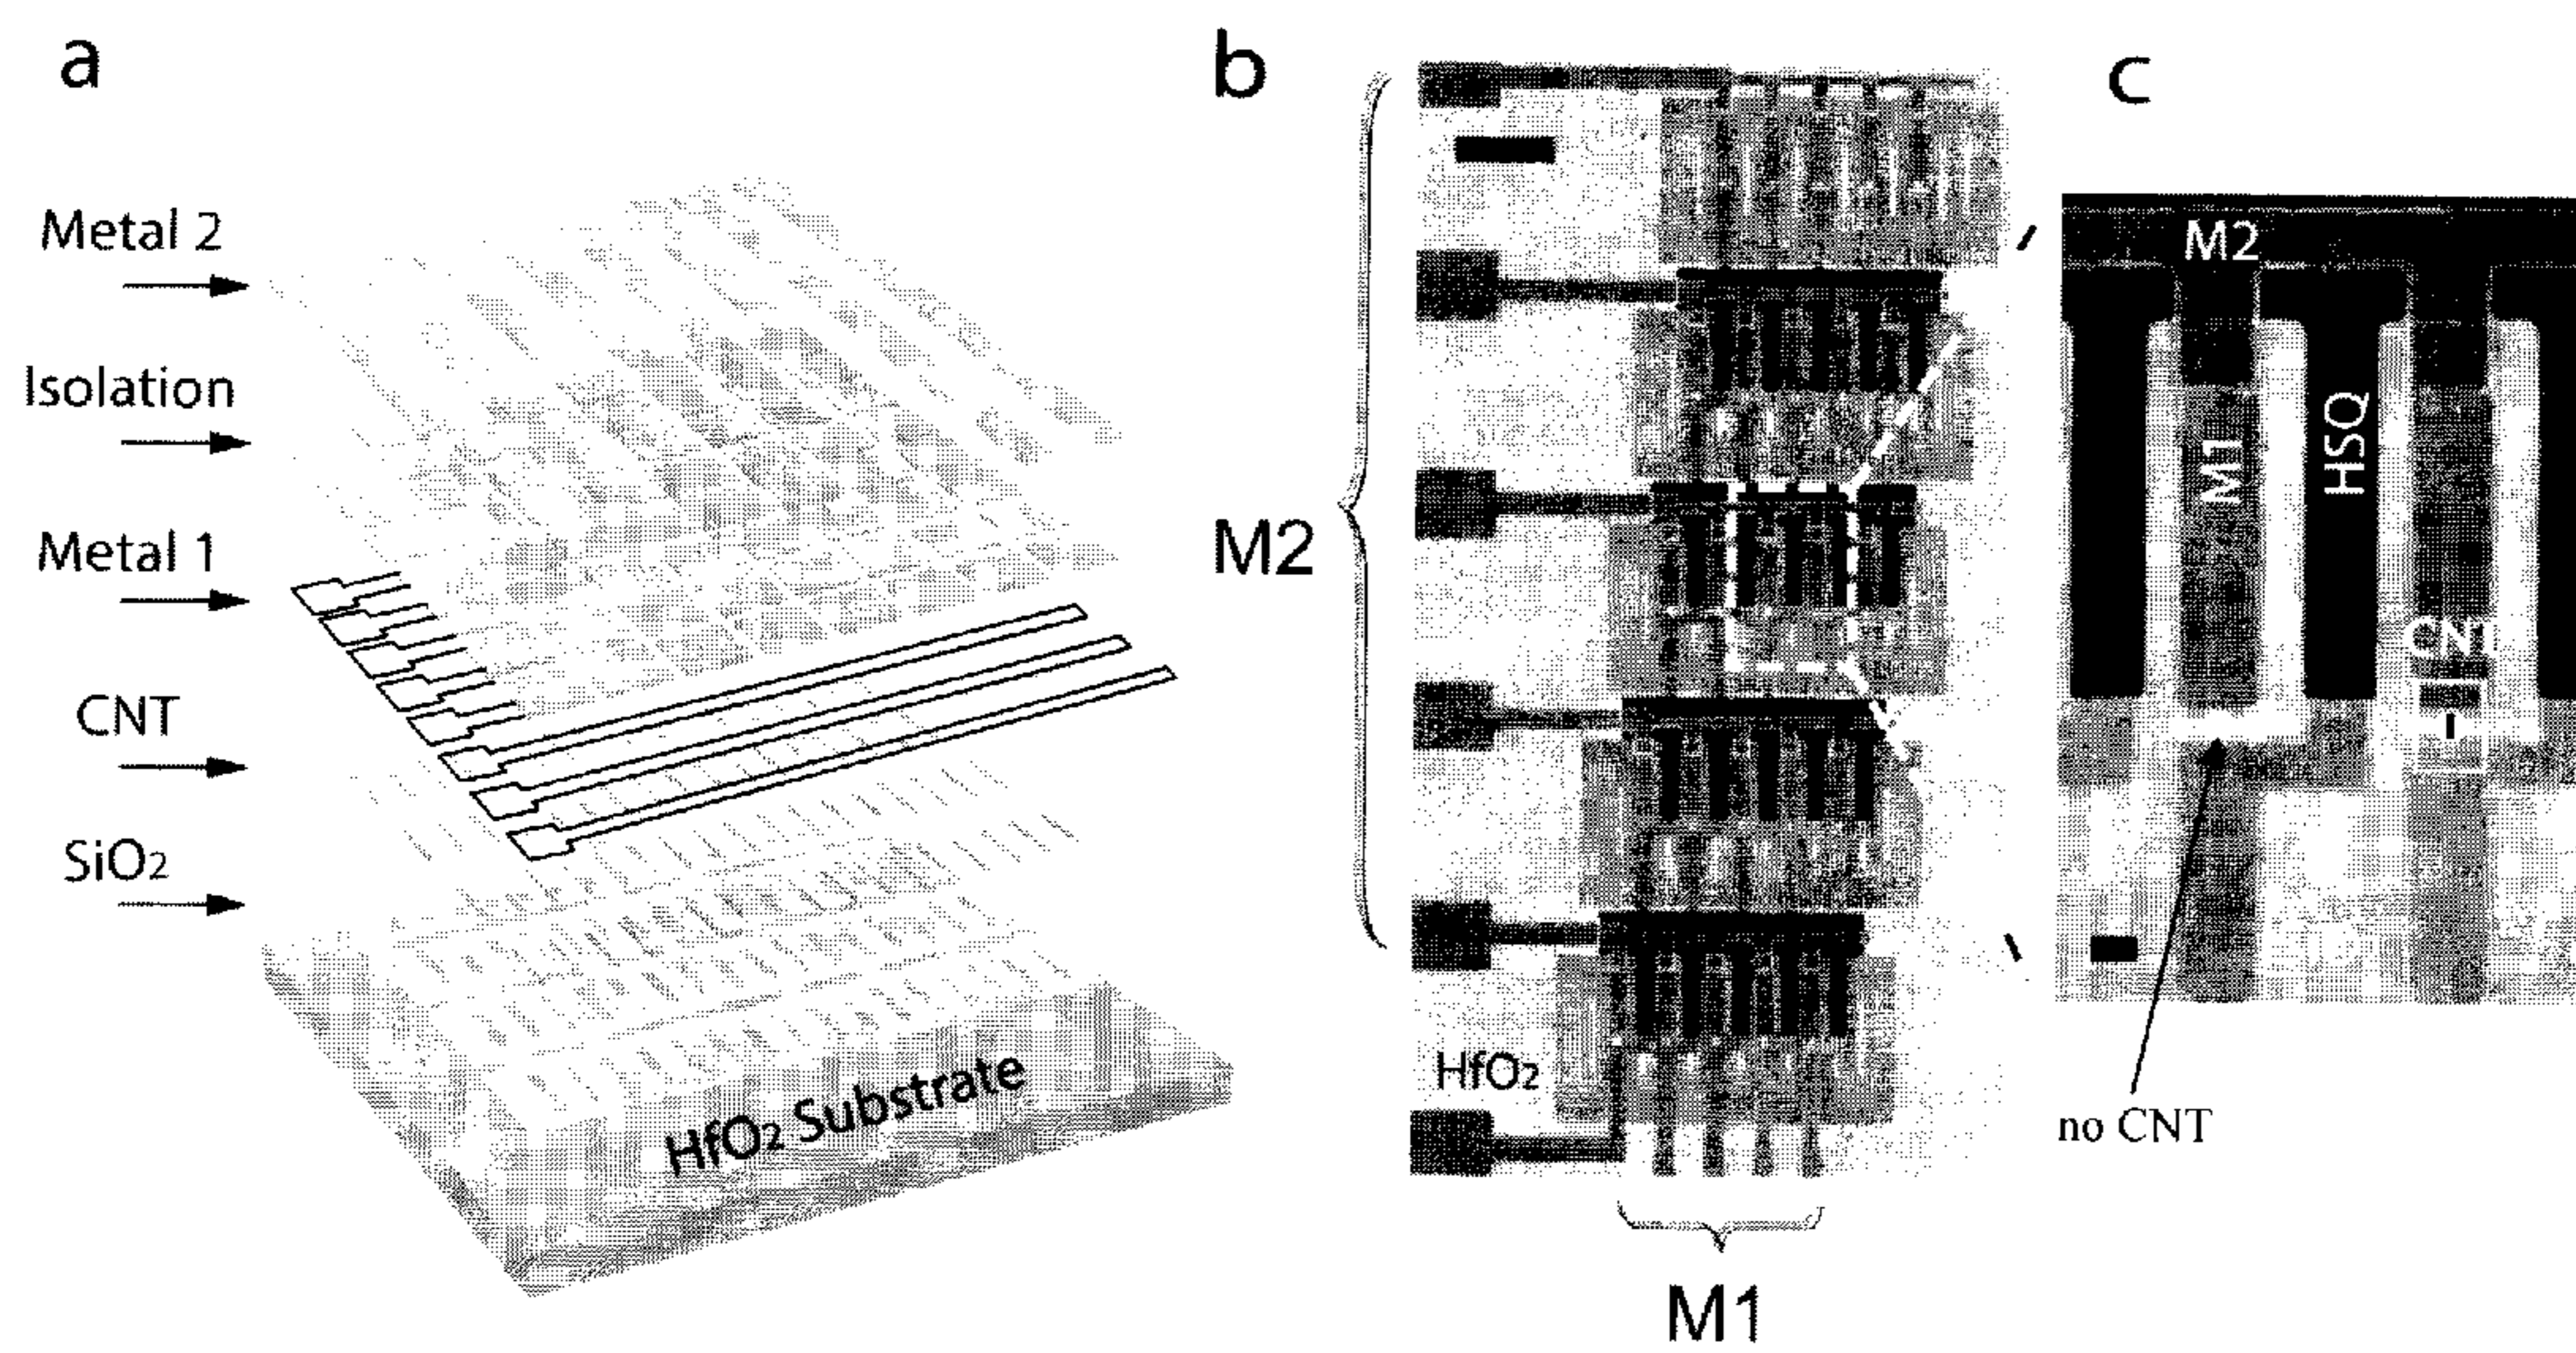 a
Metal 2
Isolation
Metal 1
CNT
SiO₂
HfO₂ Substrate
b
M2
HfO₂
M1
c
M2
M1
HSQ
CNT
no CNT